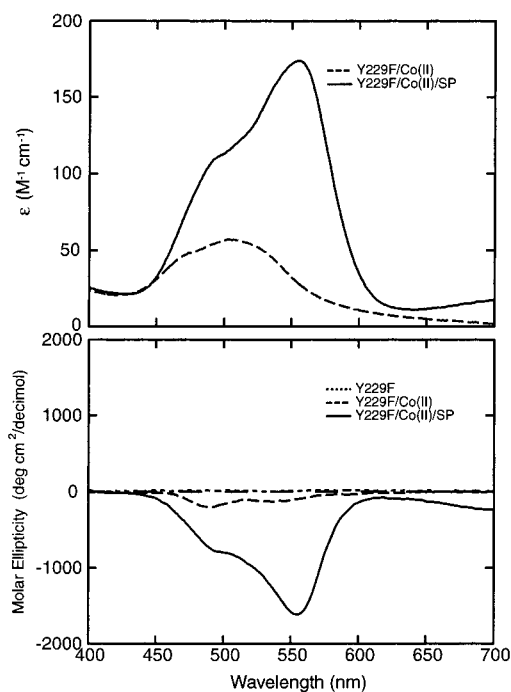 200
150
100
50
0
ε (M⁻¹ cm⁻¹)
Y229F/Co(II)
Y229F/Co(II)/SP
2000
1000
0
-1000
-2000
Molar Ellipticity (deg cm²/decimol)
Y229F
Y229F/Co(II)
Y229F/Co(II)/SP
400 450 500 550 600 650 700
Wavelength (nm)